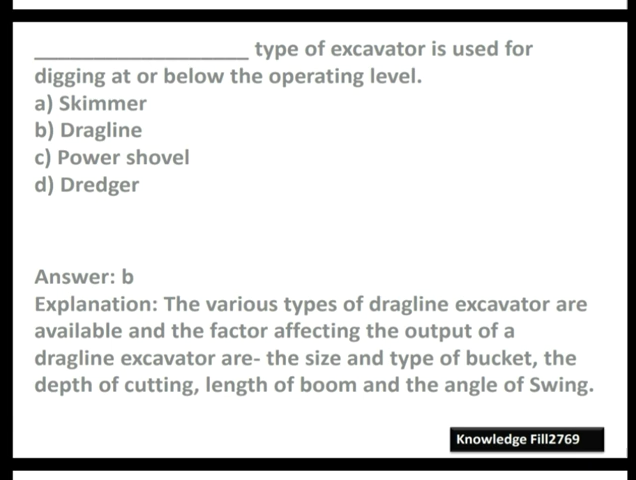 ____________________ type of excavator is used for
digging at or below the operating level.
a) Skimmer
b) Dragline
c) Power shovel
d) Dredger
Answer: b
Explanation: The various types of dragline excavator are
available and the factor affecting the output of a
dragline excavator are- the size and type of bucket, the
depth of cutting, length of boom and the angle of Swing.
Knowledge Fill2769